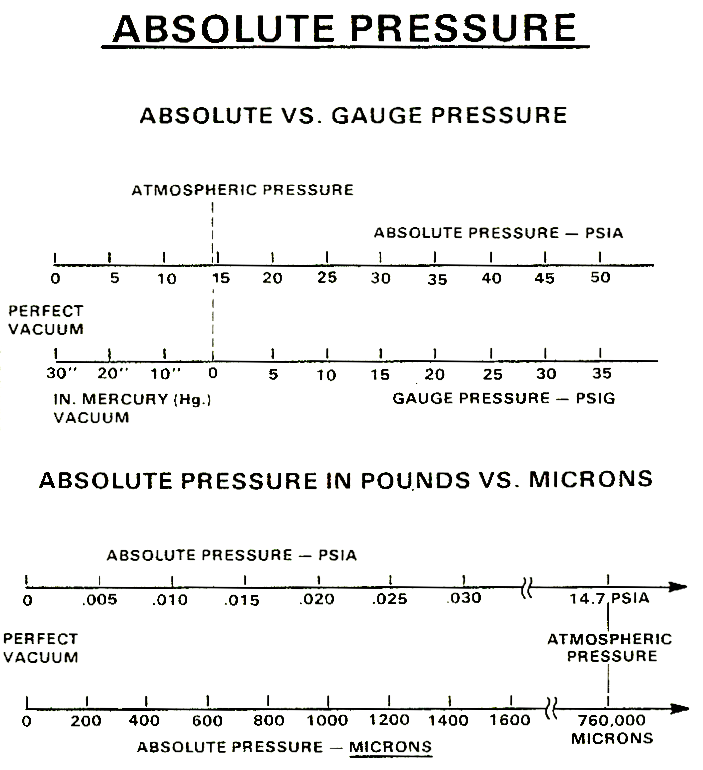 ABSOLUTE PRESSURE
ABSOLUTE VS. GAUGE PRESSURE
ATMOSPHERIC PRESSURE
ABSOLUTE PRESSURE — PSIA
0 5 10 15 20 25 30 35 40 45 50
PERFECT
VACUUM
30" 20" 10" 0 5 10 15 20 25 30 35
IN. MERCURY (Hg.)
VACUUM
GAUGE PRESSURE — PSIG
ABSOLUTE PRESSURE IN POUNDS VS. MICRONS
ABSOLUTE PRESSURE — PSIA
0 .005 .010 .015 .020 .025 .030 14.7 PSIA
PERFECT
VACUUM
ATMOSPHERIC
PRESSURE
0 200 400 600 800 1000 1200 1400 1600 760,000
MICRONS
ABSOLUTE PRESSURE — MICRONS